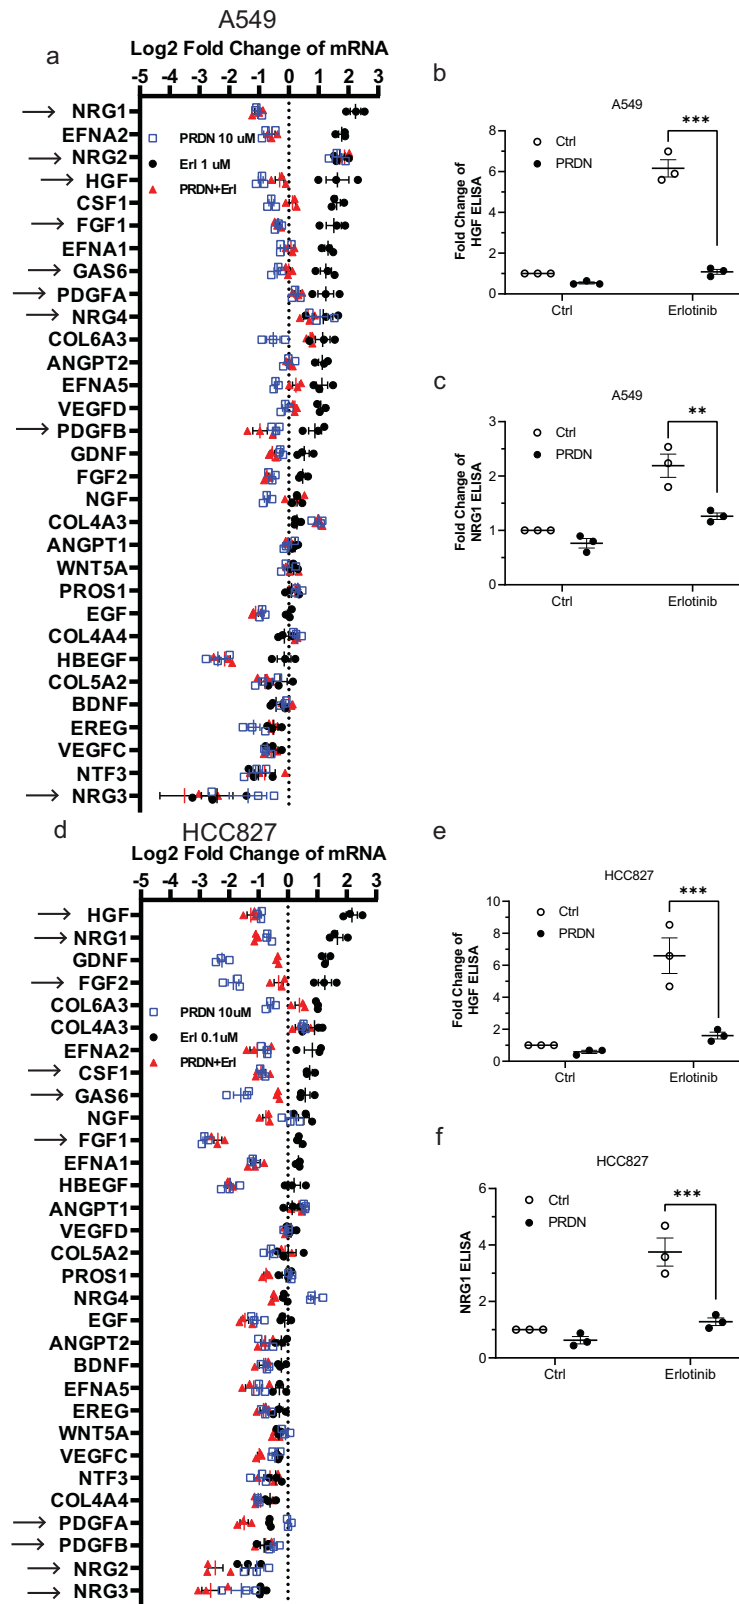 A549
a
Log2 Fold Change of mRNA
-5 -4 -3 -2 -1 0 1 2 3
NRG1
EFNA2
NRG2
HGF
CSF1
FGF1
EFNA1
GAS6
PDGFA
NRG4
COL6A3
ANGPT2
EFNA5
VEGFD
PDGFB
GDNF
FGF2
NGF
COL4A3
ANGPT1
WNT5A
PROS1
EGF
COL4A4
HBEGF
COL5A2
BDNF
EREG
VEGFC
NTF3
NRG3
PRDN 10 uM
Erl 1 uM
PRDN+Erl
b
A549
Ctrl
PRDN
***
Fold Change of
HGF ELISA
8
6
4
2
0
Ctrl Erlotinib
c
A549
Ctrl
PRDN
**
Fold Change of
NRG1 ELISA
3
2
1
0
Ctrl Erlotinib
d
HCC827
Log2 Fold Change of mRNA
-5 -4 -3 -2 -1 0 1 2 3
HGF
NRG1
GDNF
FGF2
COL6A3
COL4A3
EFNA2
CSF1
GAS6
NGF
FGF1
EFNA1
HBEGF
ANGPT1
VEGFD
COL5A2
PROS1
NRG4
EGF
ANGPT2
BDNF
EFNA5
EREG
WNT5A
VEGFC
NTF3
COL4A4
PDGFA
PDGFB
NRG2
NRG3
PRDN 10uM
Erl 0.1uM
PRDN+Erl
e
HCC827
Ctrl
PRDN
***
Fold Change of
HGF ELISA
10
8
6
4
2
0
Ctrl Erlotinib
f
HCC827
Ctrl
PRDN
***
NRG1 ELISA
6
4
2
0
Ctrl Erlotinib